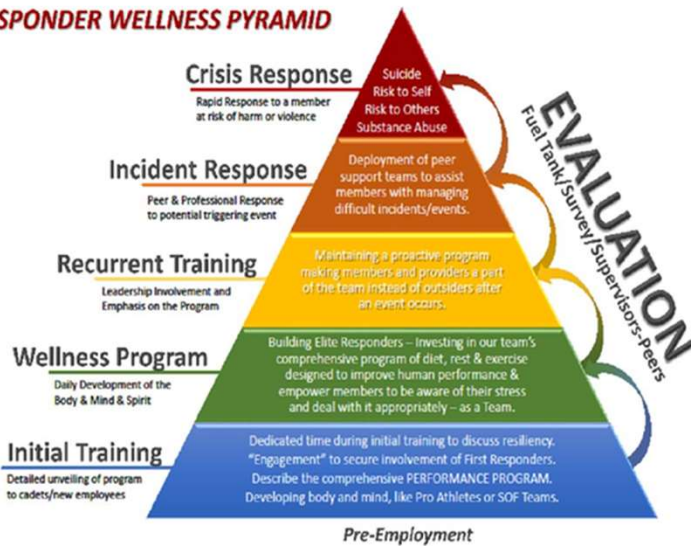 SPONDER WELLNESS PYRAMID
Crisis Response
Rapid Response to a member
at risk of harm or violence
Suicide
Risk to Self
Risk to Others
Substance Abuse
Incident Response
Peer & Professional Response
to potential triggering event
Deployment of peer
support teams to assist
members with managing
difficult incidents/events.
Recurrent Training
Leadership Involvement and
Emphasis on the Program
Maintaining a proactive program
making members and providers a part
of the team instead of outsiders after
an event occurs.
Wellness Program
Daily Development of the
Body & Mind & Spirit
Building Elite Responders – Investing in our team's
comprehensive program of diet, rest & exercise
designed to improve human performance &
empower members to be aware of their stress
and deal with it appropriately – as a Team.
Initial Training
Detailed unveiling of program
to cadets/new employees
Dedicated time during initial training to discuss resiliency.
"Engagement" to secure involvement of First Responders.
Describe the comprehensive PERFORMANCE PROGRAM.
Developing body and mind, like Pro Athletes or SOF Teams.
Pre-Employment
EVALUATION
Fuel Tank/Survey/Supervisors-Peers